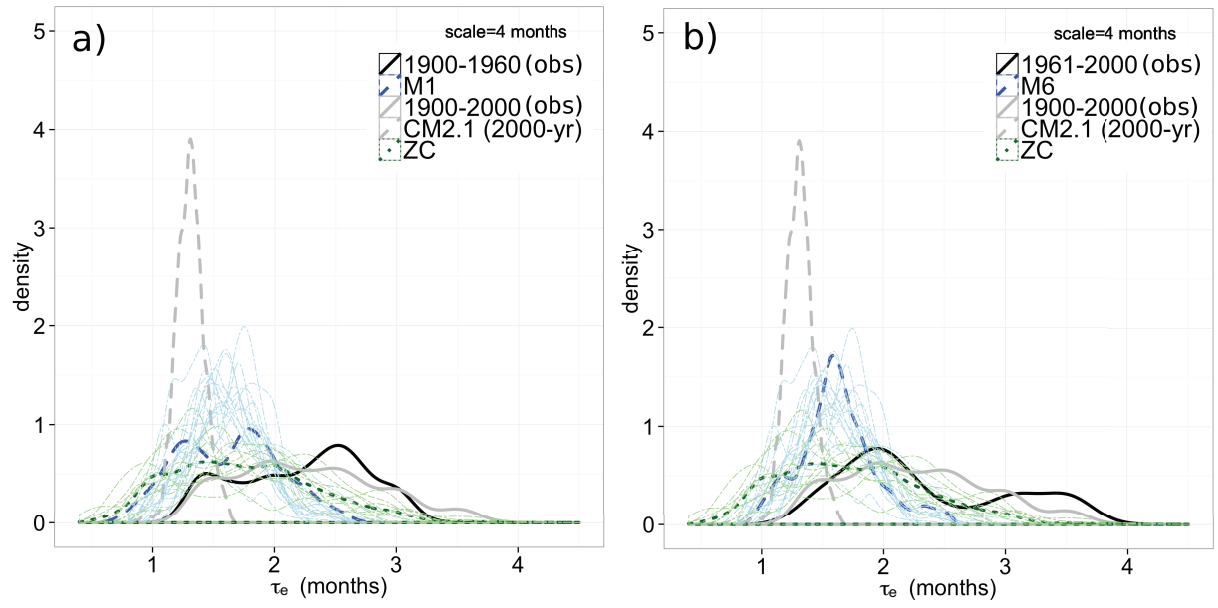 a)
scale=4 months
1900-1960 (obs)
M1
1900-2000 (obs)
CM2.1 (2000-yr)
ZC
5
4
3
2
1
0
density
1 2 3 4
τe (months)
b)
scale=4 months
1961-2000 (obs)
M6
1900-2000(obs)
CM2.1 (2000-yr)
ZC
5
4
3
2
1
0
density
1 2 3 4
τe (months)